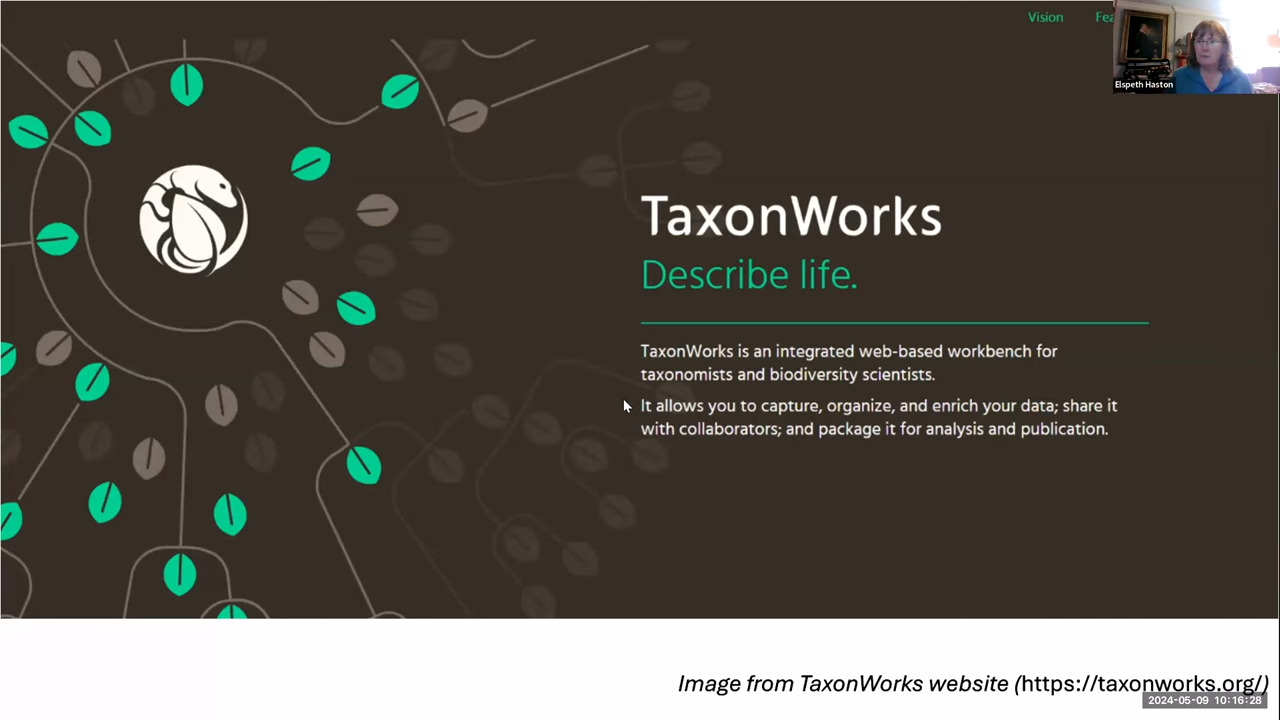 Vision
Elspeth Haston
TaxonWorks
Describe life.
TaxonWorks is an integrated web-based workbench for
taxonomists and biodiversity scientists.
It allows you to capture, organize, and enrich your data; share it
with collaborators; and package it for analysis and publication.
Image from TaxonWorks website (https://taxonworks.org/)
2024-05-09 10:16:28